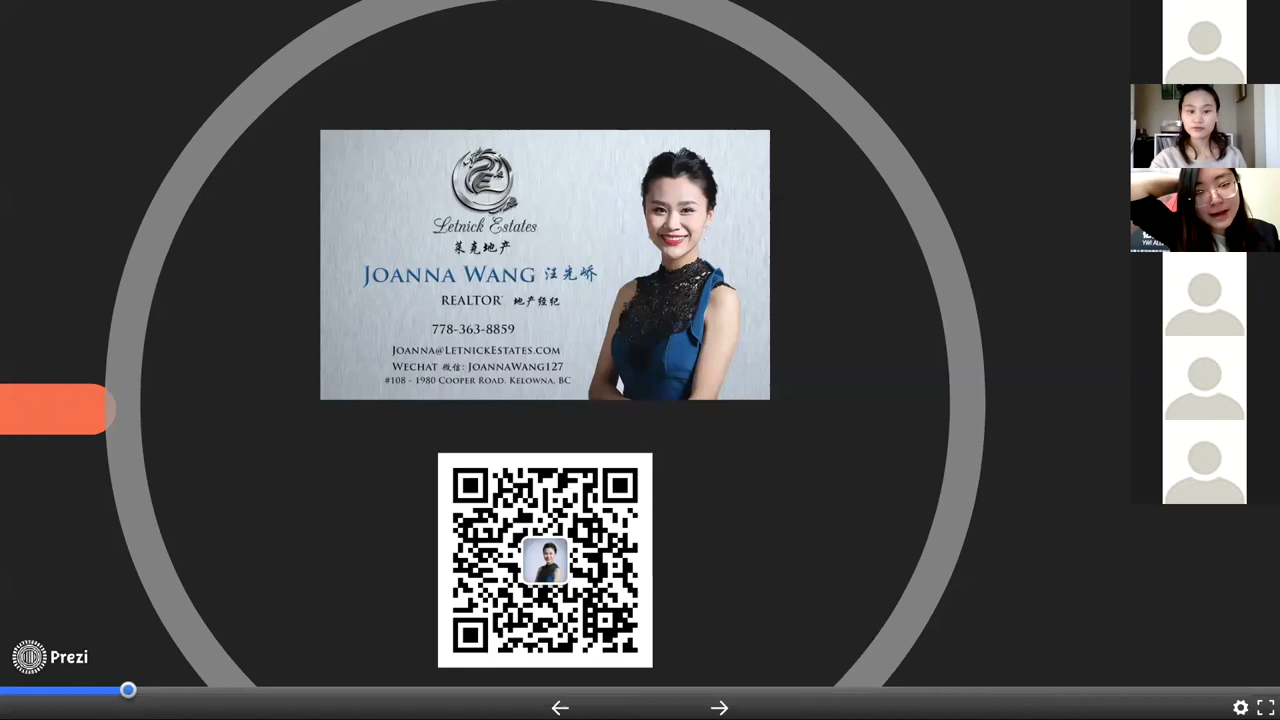 Letnick Estates
莱克地产
JOANNA WANG 汪先峤
REALTOR 地产经纪
778-363-8859
JOANNA@LETNICKESTATES.COM
WECHAT 微信: JOANNAWANG127
#108 - 1980 COOPER ROAD. KELOWNA, BC
Prezi